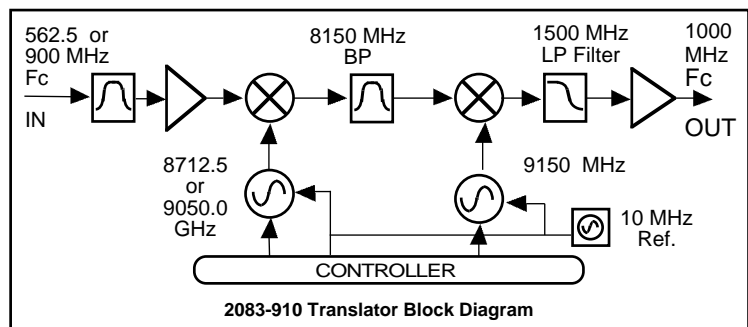 562.5 or
900 MHz
Fc
IN
8150 MHz
BP
1500 MHz
LP Filter
1000
MHz
Fc
OUT
8712.5
or
9050.0
GHz
9150 MHz
10 MHz
Ref.
CONTROLLER
2083-910 Translator Block Diagram